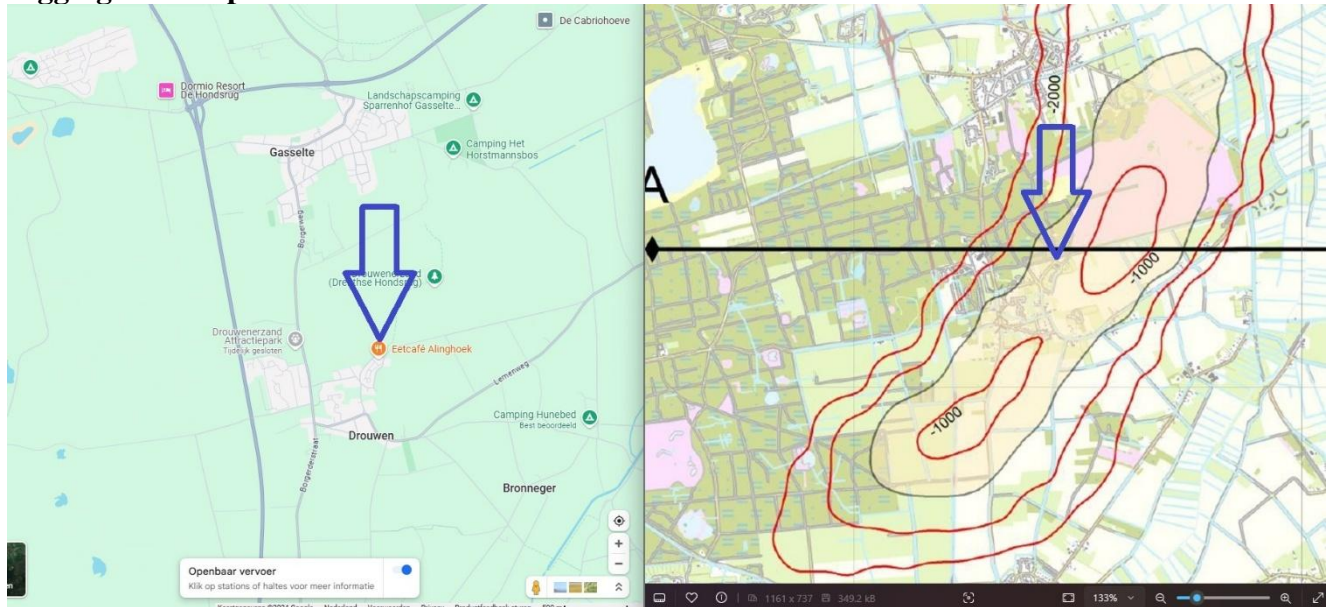 De Cabriohoeve
Dormio Resort
De Hondsrug
Landschapscamping
Sparrenhof Gasselte...
Gasselte
Camping Het
Horstmannsbos
Borgerweg
(Drentse Hondsrug)
Drouwenerzand
Attractiepark
Tijdelijk gesloten
Eetcafé Alinghoek
Lemenweg
Camping Hunebed
Best beoordeeld
Drouwen
Borgerderstraat
Bronneger
Openbaar vervoer
Klik op stations of haltes voor meer informatie
A
-2000
-1000
-1000
1161 x 737
349.2 kB
133%